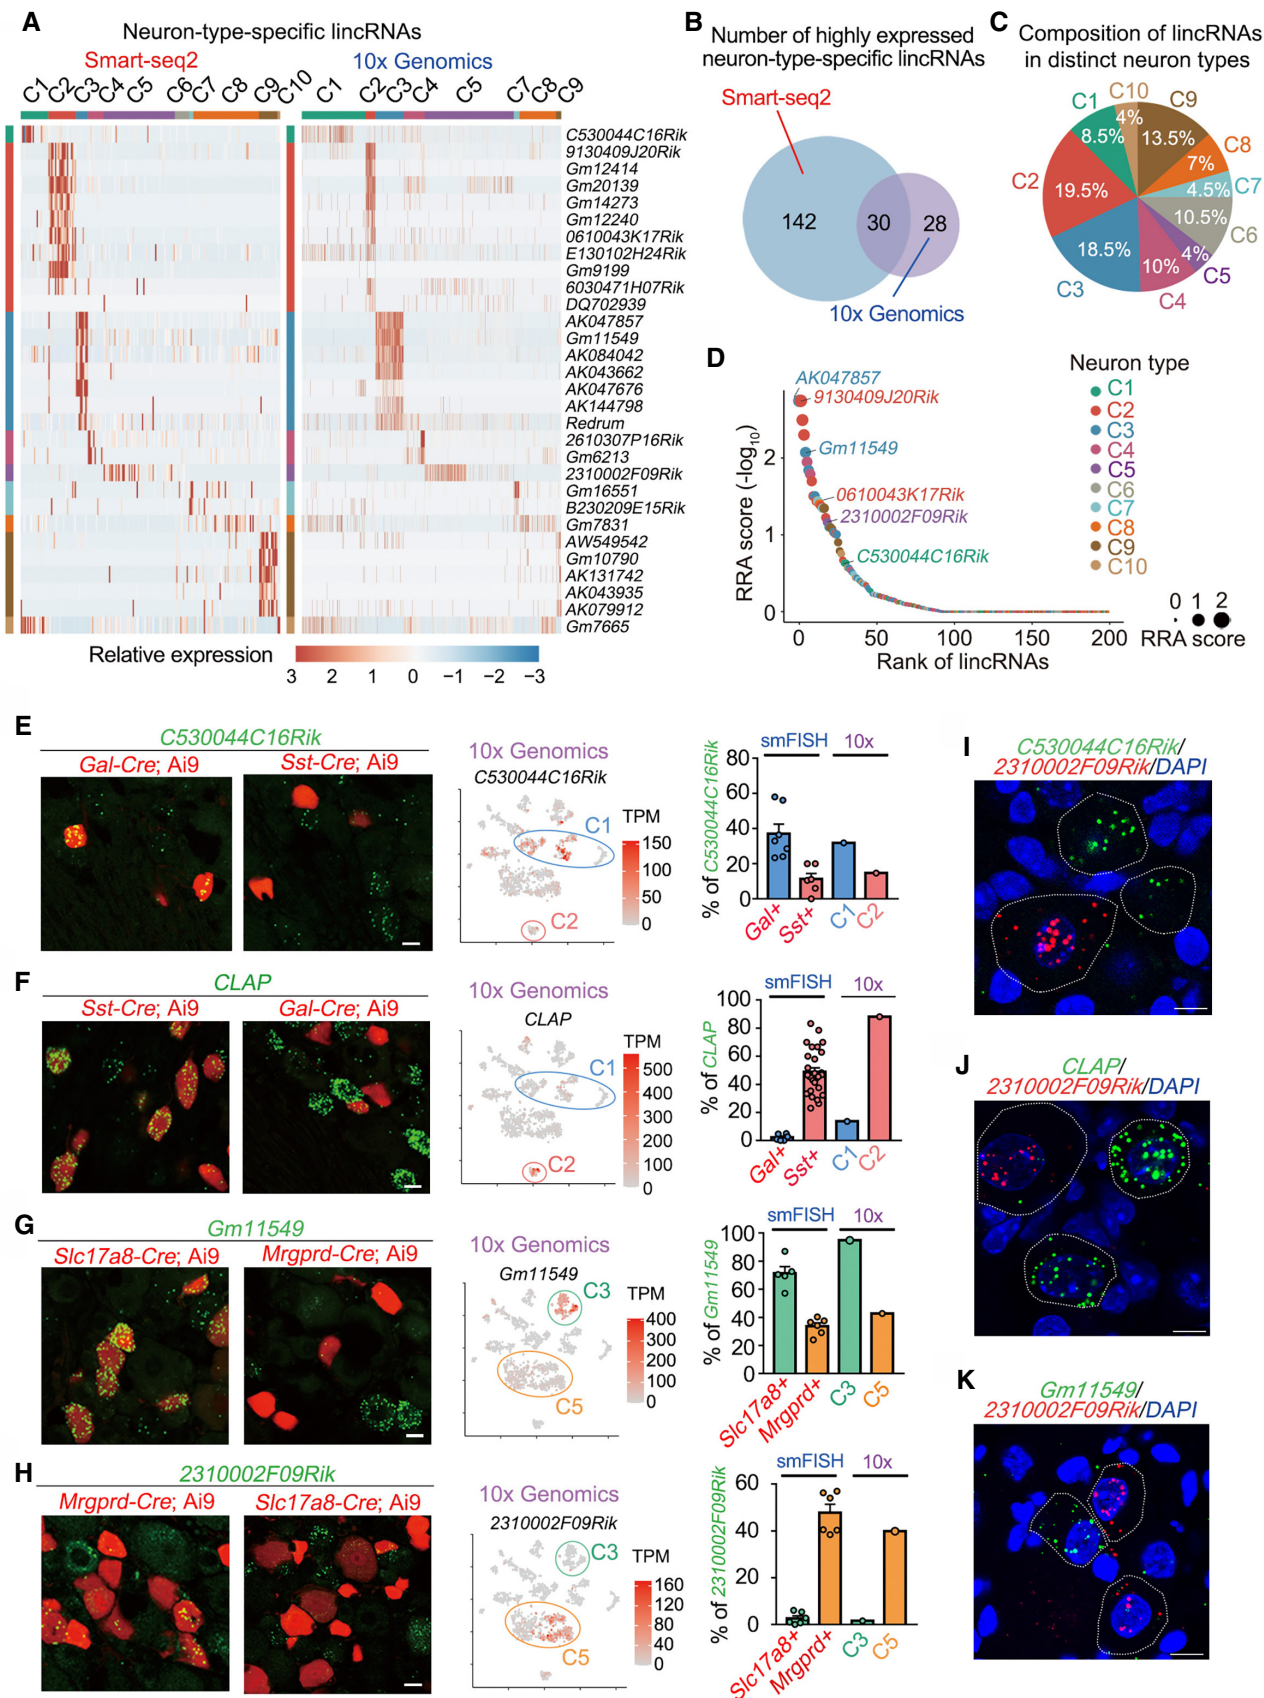 A
Neuron-type-specific lincRNAs
Smart-seq2
10x Genomics
C1 C2 C3 C4 C5 C6 C7 C8 C9 C10
C1 C2 C3 C4 C5 C7 C8 C9
C530044C16Rik
9130409J20Rik
Gm12414
Gm20139
Gm14273
Gm12240
0610043K17Rik
E130102H24Rik
Gm9199
6030471H07Rik
DQ702939
AK047857
Gm11549
AK084042
AK043662
AK047676
AK144798
Redrum
2610307P16Rik
Gm6213
2310002F09Rik
Gm16551
B230209E15Rik
Gm7831
AW549542
Gm10790
AK131742
AK043935
AK079912
Gm7665
Relative expression
3 2 1 0 −1 −2 −3
B
Number of highly expressed
neuron-type-specific lincRNAs
Smart-seq2
142
30
28
10x Genomics
C
Composition of lincRNAs
in distinct neuron types
C10
C9
C1
4%
8.5%
13.5%
C8
7%
C2
19.5%
4.5%
C7
10.5%
C6
18.5%
4%
C5
10%
C3
C4
D
AK047857
9130409J20Rik
Gm11549
0610043K17Rik
2310002F09Rik
C530044C16Rik
RRA score (-log10)
2
1
0
0 50 100 150 200
Rank of lincRNAs
Neuron type
C1
C2
C3
C4
C5
C6
C7
C8
C9
C10
0 1 2
RRA score
E
C530044C16Rik
Gal-Cre; Ai9
Sst-Cre; Ai9
10x Genomics
C530044C16Rik
C1
C2
TPM
150
100
50
0
smFISH
10x
% of C530044C16Rik
80
60
40
20
0
Gal+
Sst+
C1
C2
F
CLAP
Sst-Cre; Ai9
Gal-Cre; Ai9
10x Genomics
CLAP
C1
C2
TPM
500
400
300
200
100
0
smFISH
10x
% of CLAP
100
80
60
40
20
0
Gal+
Sst+
C1
C2
G
Gm11549
Slc17a8-Cre; Ai9
Mrgprd-Cre; Ai9
10x Genomics
Gm11549
C3
C5
TPM
400
300
200
100
0
smFISH
10x
% of Gm11549
100
80
60
40
20
0
Slc17a8+
Mrgprd+
C3
C5
H
2310002F09Rik
Mrgprd-Cre; Ai9
Slc17a8-Cre; Ai9
10x Genomics
2310002F09Rik
C3
C5
TPM
160
120
80
40
0
smFISH
10x
% of 2310002F09Rik
60
40
20
0
Slc17a8+
Mrgprd+
C3
C5
I
C530044C16Rik/
2310002F09Rik/DAPI
J
CLAP/
2310002F09Rik/DAPI
K
Gm11549/
2310002F09Rik/DAPI